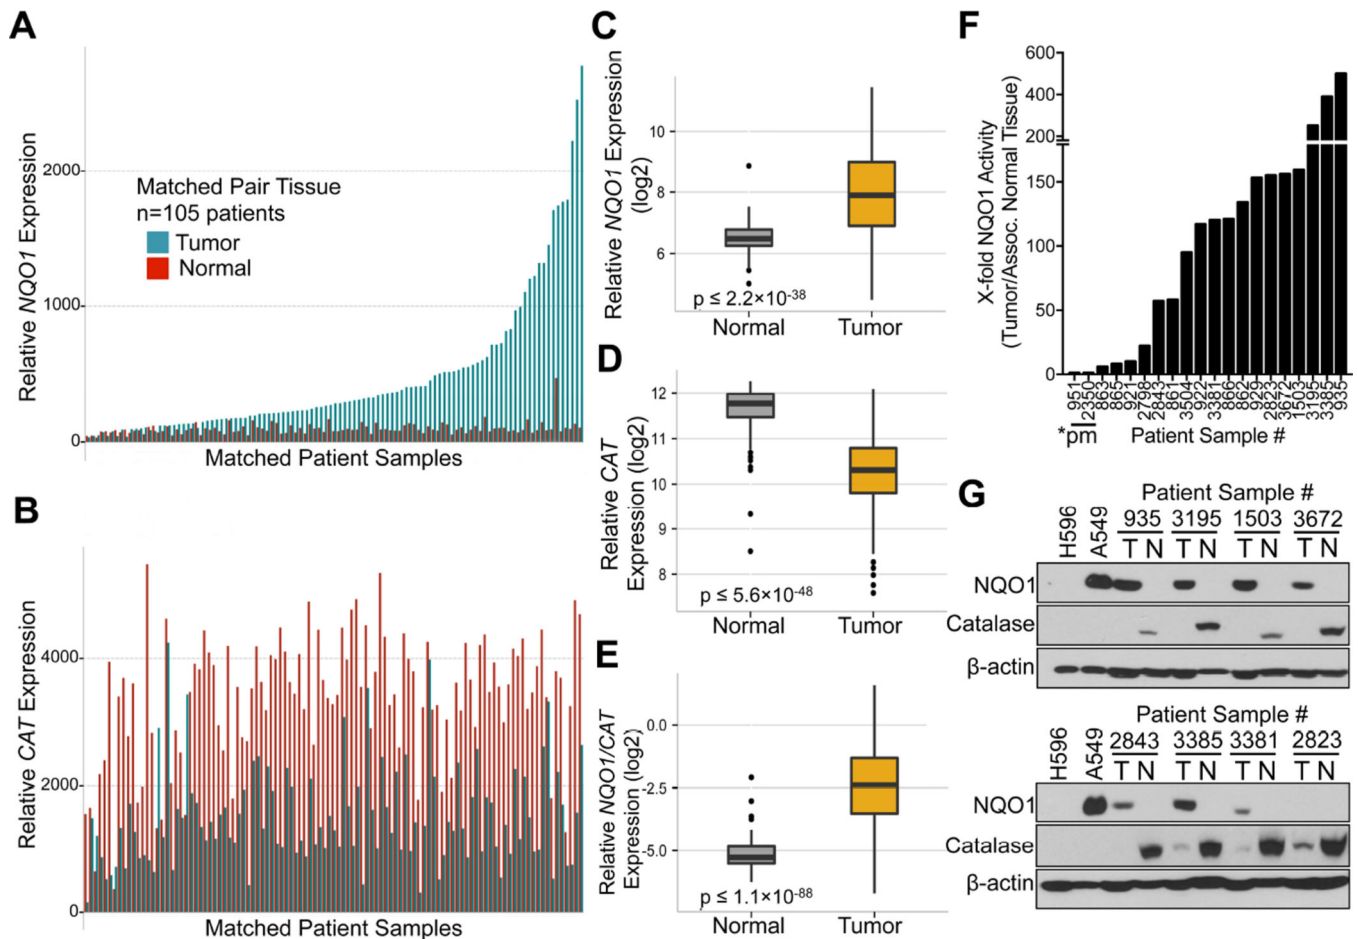 A
Relative NQO1 Expression
2000
1000
0
Matched Pair Tissue
n=105 patients
Tumor
Normal
Matched Patient Samples
B
Relative CAT Expression
4000
2000
0
Matched Patient Samples
C
Relative NQO1 Expression
(log2)
10
8
6
p ≤ 2.2×10⁻³⁸
Normal Tumor
D
Relative CAT
Expression (log2)
12
11
10
9
8
p ≤ 5.6×10⁻⁴⁸
Normal Tumor
E
Relative NQO1/CAT
Expression (log2)
0.0
-2.5
-5.0
p ≤ 1.1×10⁻⁸⁸
Normal Tumor
F
X-fold NQO1 Activity
(Tumor/Assoc. Normal Tissue)
600
400
200
150
100
50
0
951 2350 863 865 921 2798 2843 861 3504 922 3381 866 862 929 2823 3672 1503 3195 3385 935
*pm
Patient Sample #
G
Patient Sample #
H596 A549 935 3195 1503 3672
T N T N T N T N
NQO1
Catalase
β-actin
Patient Sample #
H596 A549 2843 3385 3381 2823
T N T N T N T N
NQO1
Catalase
β-actin